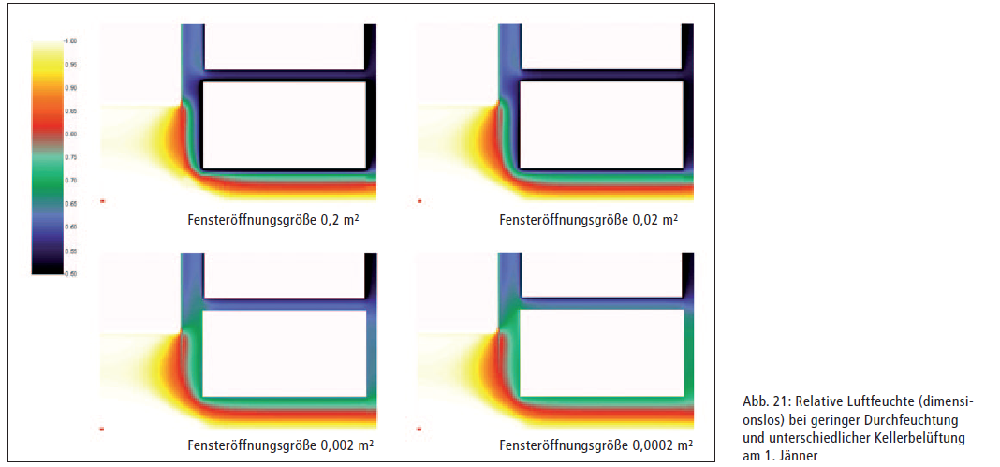 1.00
0.95
0.90
0.85
0.80
0.75
0.70
0.65
0.60
0.55
0.50
Fensteröffnungsgröße 0,2 m²
Fensteröffnungsgröße 0,02 m²
Fensteröffnungsgröße 0,002 m²
Fensteröffnungsgröße 0,0002 m²
Abb. 21: Relative Luftfeuchte (dimensi-
onslos) bei geringer Durchfeuchtung
und unterschiedlicher Kellerbelüftung
am 1. Jänner